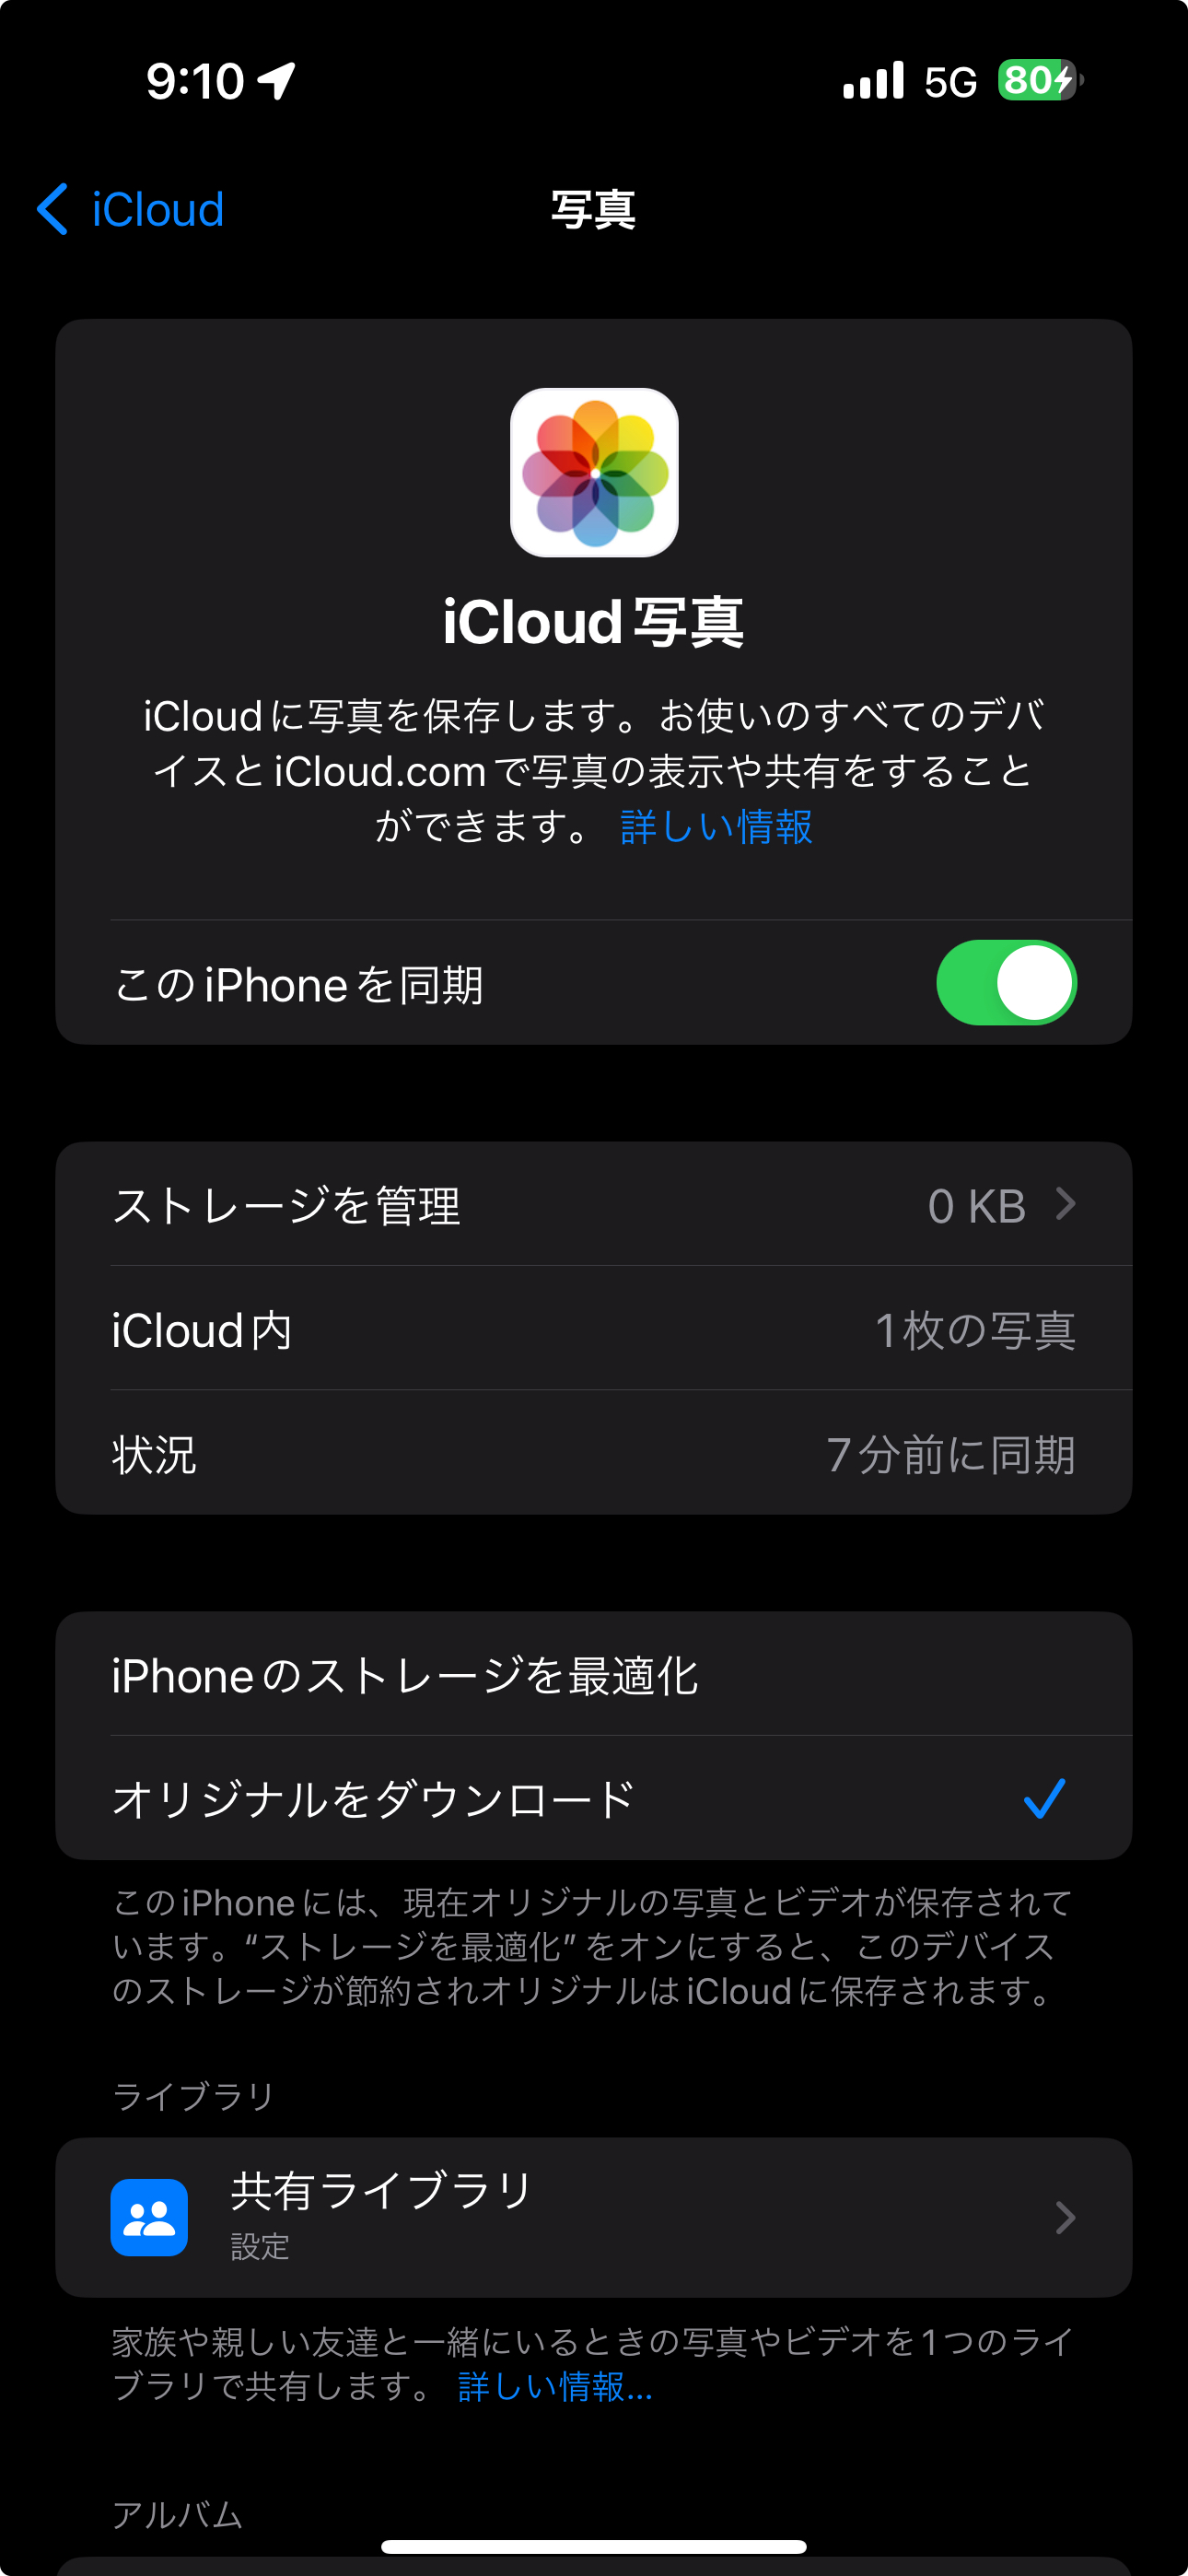 9:10
5G
80
iCloud
写真
iCloud写真
iCloudに写真を保存します。お使いのすべてのデバ
イスとiCloud.comで写真の表示や共有をすること
ができます。 詳しい情報
このiPhoneを同期
ストレージを管理
0 KB
iCloud内
1枚の写真
状況
7分前に同期
iPhoneのストレージを最適化
オリジナルをダウンロード
このiPhoneには、現在オリジナルの写真とビデオが保存されて
います。“ストレージを最適化” をオンにすると、このデバイス
のストレージが節約されオリジナルはiCloudに保存されます。
ライブラリ
共有ライブラリ
設定
家族や親しい友達と一緒にいるときの写真やビデオを1つのライ
ブラリで共有します。 詳しい情報...
アルバム